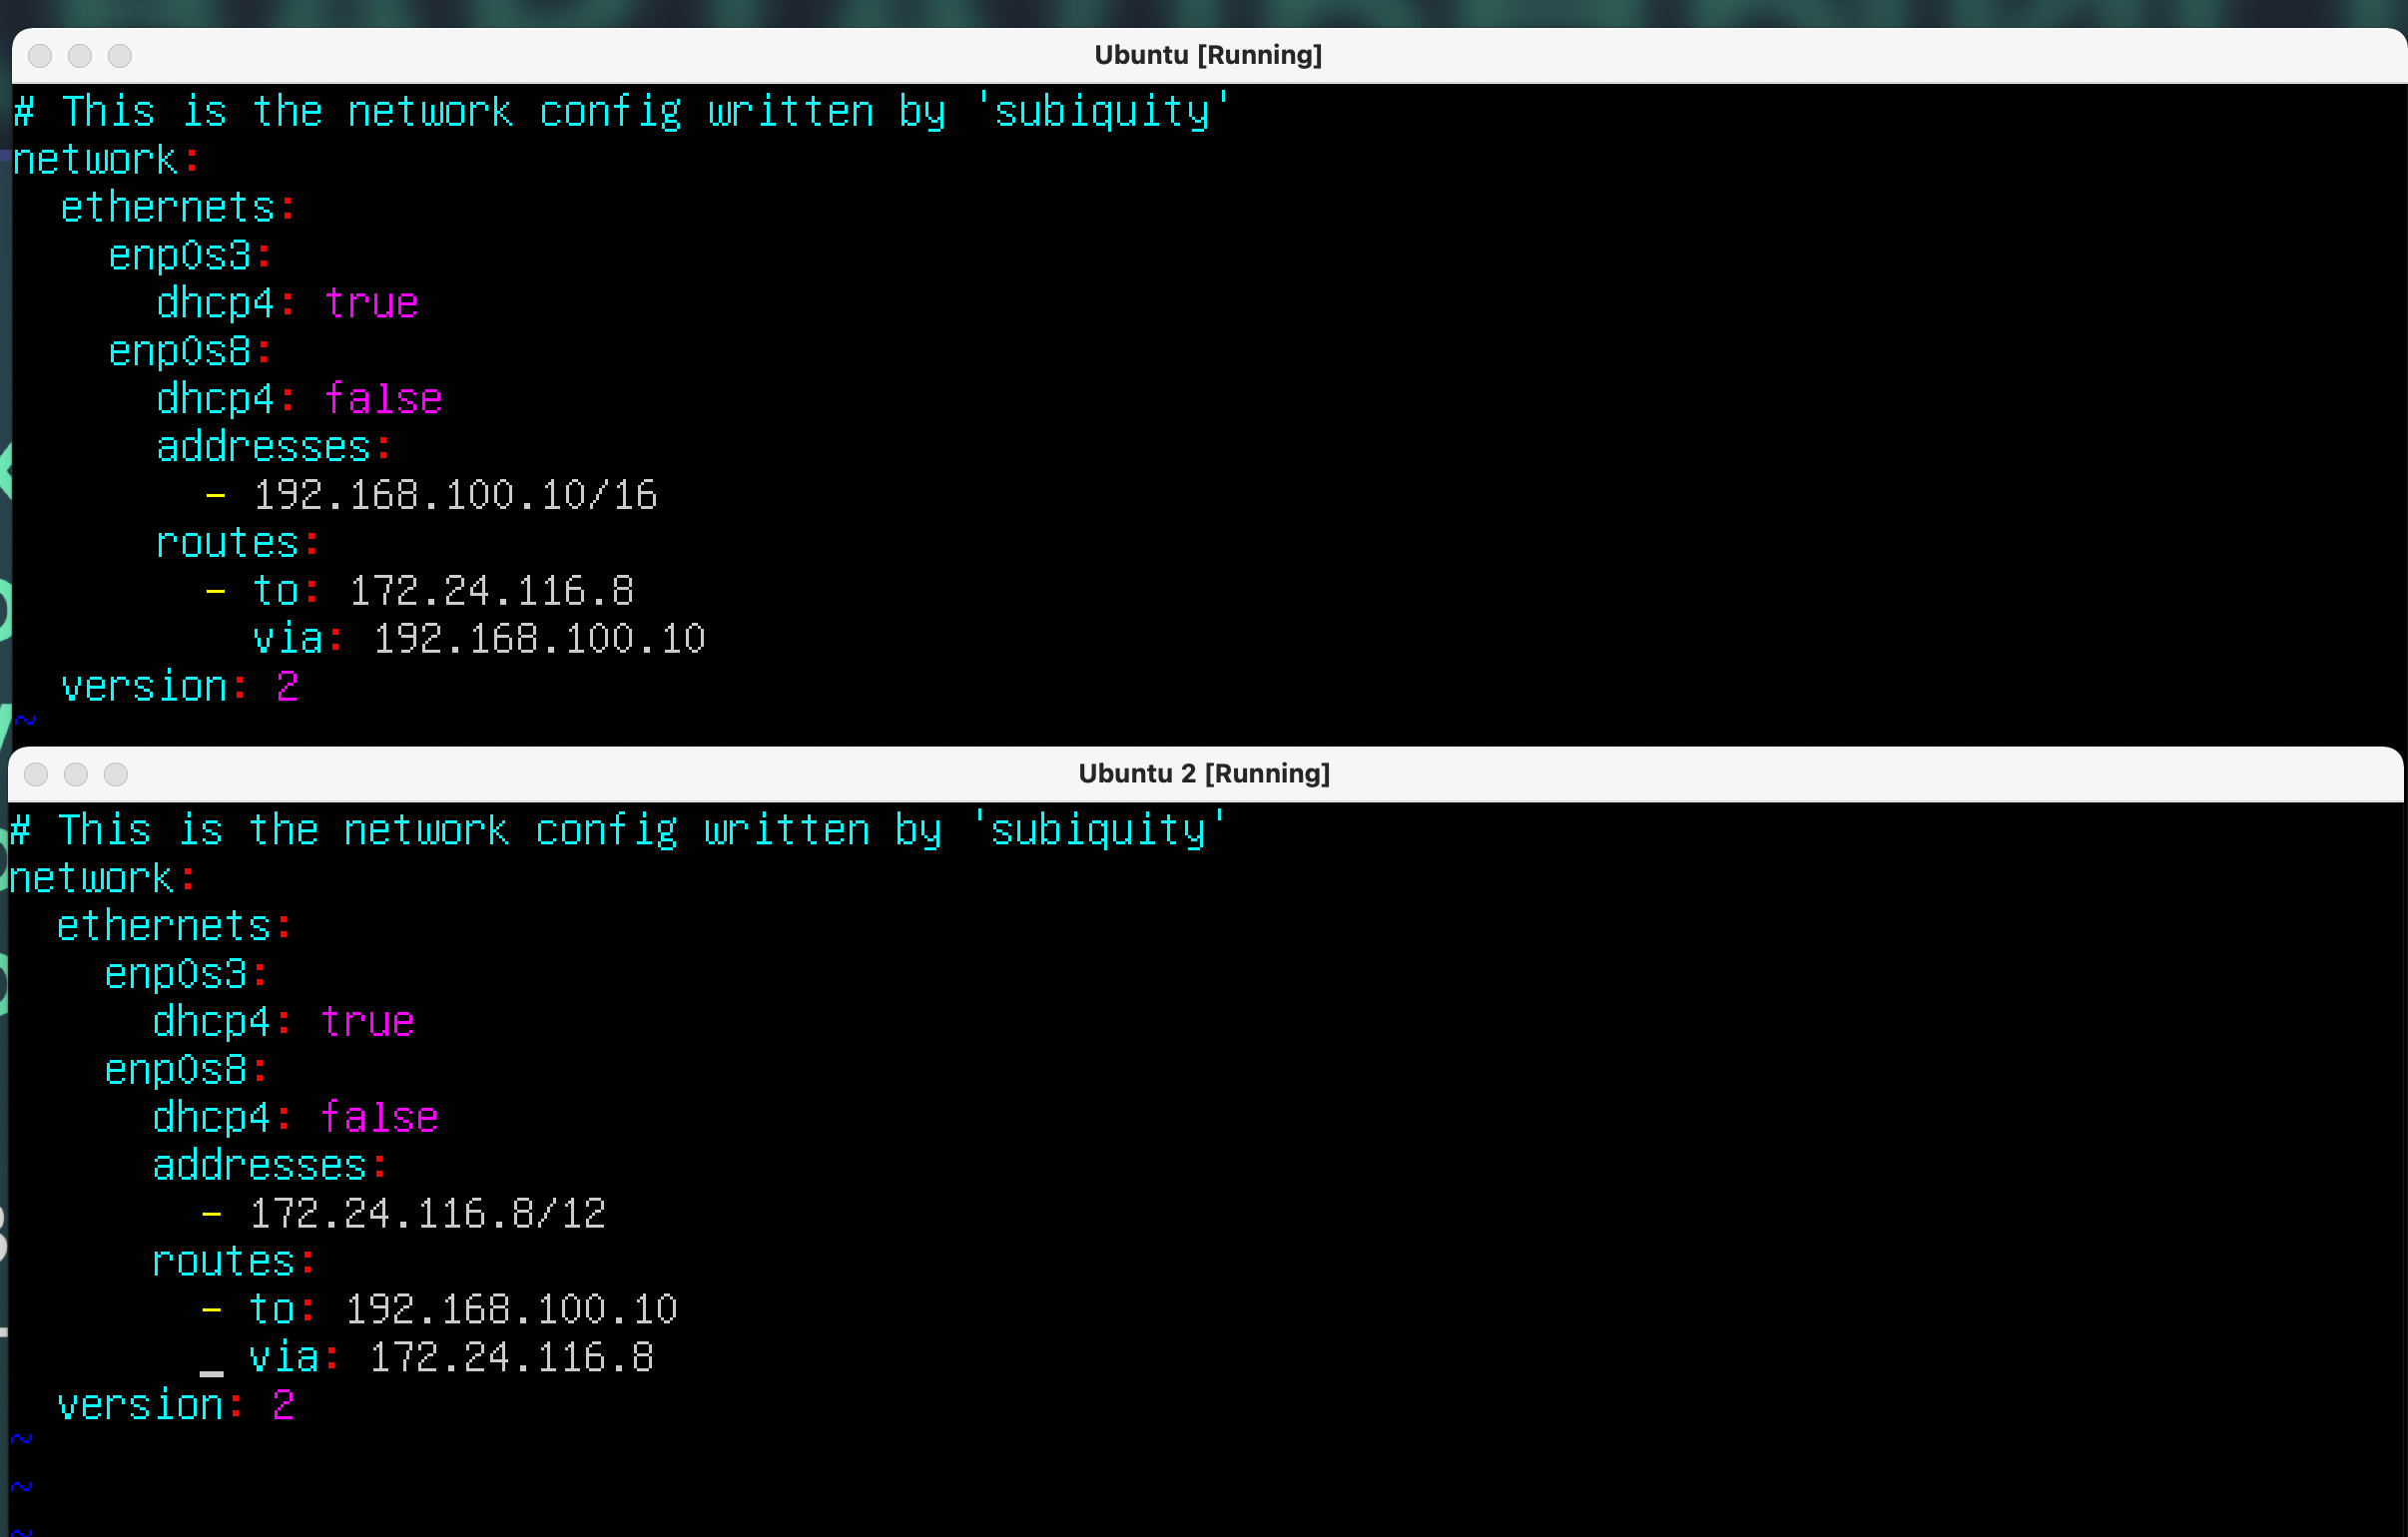 Ubuntu [Running]
# This is the network config written by 'subiquity'
network:
  ethernets:
    enp0s3:
      dhcp4: true
    enp0s8:
      dhcp4: false
      addresses:
        - 192.168.100.10/16
      routes:
        - to: 172.24.116.8
          via: 192.168.100.10
  version: 2
~
Ubuntu 2 [Running]
# This is the network config written by 'subiquity'
network:
  ethernets:
    enp0s3:
      dhcp4: true
    enp0s8:
      dhcp4: false
      addresses:
        - 172.24.116.8/12
      routes:
        - to: 192.168.100.10
          via: 172.24.116.8
  version: 2
~
~
~